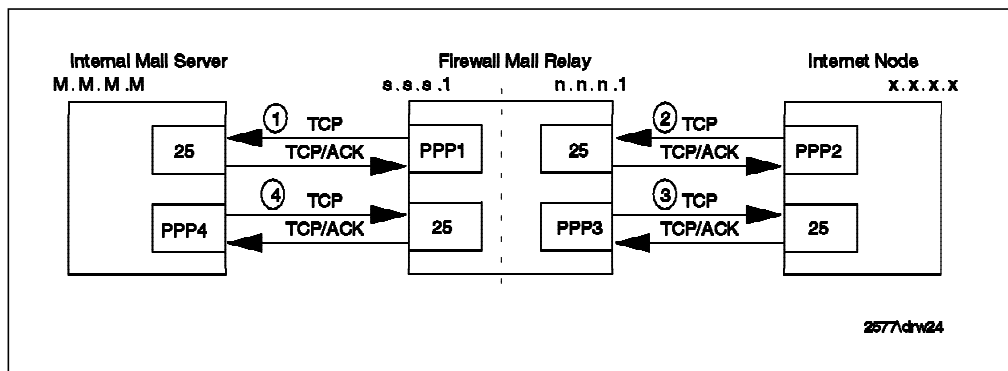 Internal Mail Server Firewall Mail Relay Internet Node
M.M.M.M s.s.s.1 n.n.n.1 x.x.x.x
1 TCP 2 TCP
25 PPP1 25 PPP2
TCP/ACK TCP/ACK
4 TCP 3 TCP
PPP4 25 PPP3 25
TCP/ACK TCP/ACK
2577\drw24